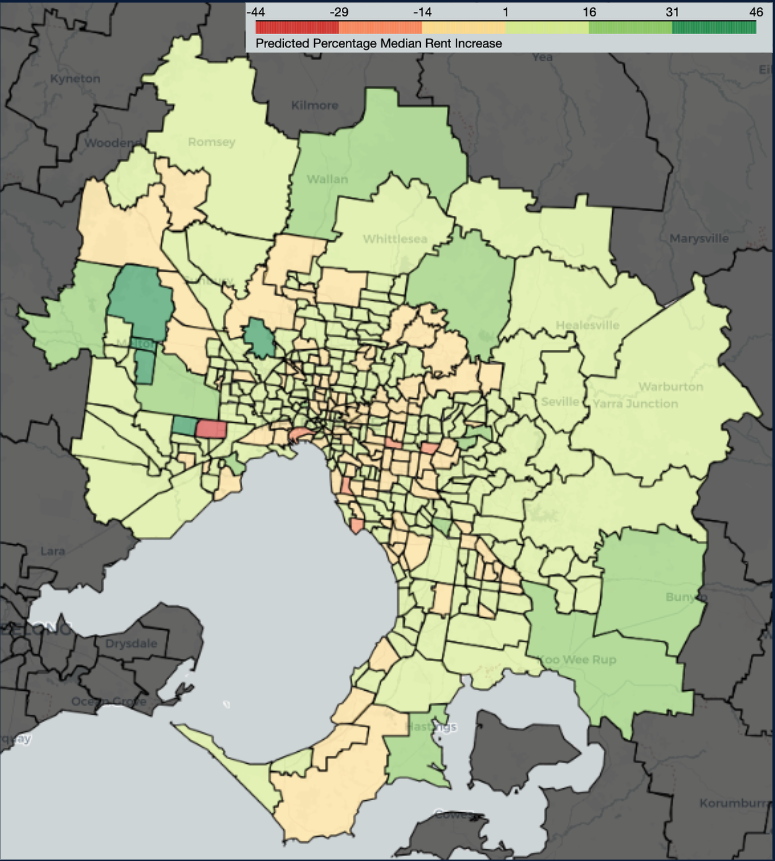 -44 -29 -14 1 16 31 46
Predicted Percentage Median Rent Increase
Yea
Kyneton
Kilmore
Woodend
Romsey
Wallan
Whittlesea
Marysville
Healesville
Warburton
Seville
Yarra Junction
Lara
Bunyip
Drysdale
Koo Wee Rup
Ocean Grove
Hastings
Korumburra
Cowes